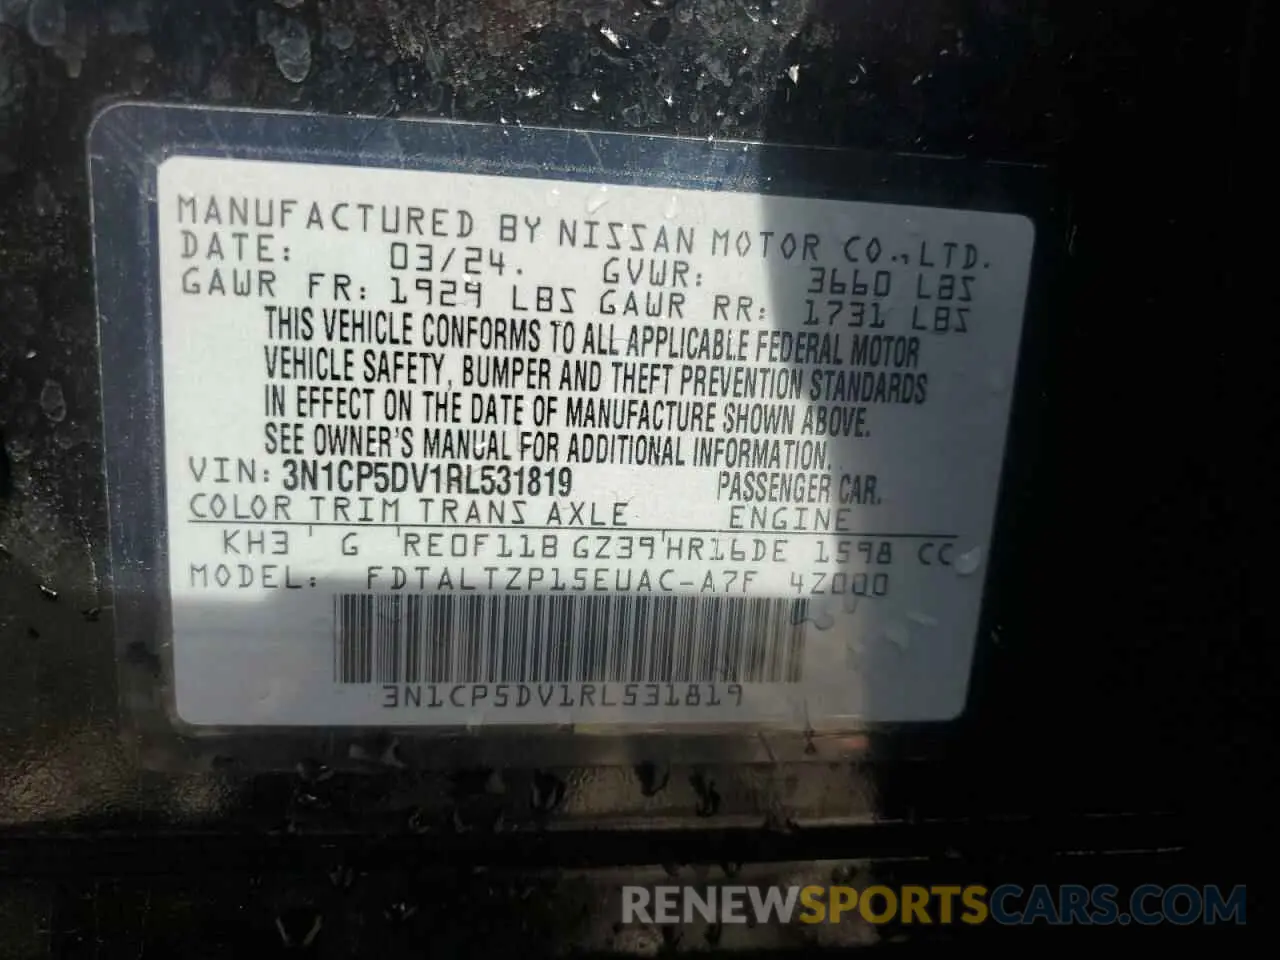 MANUFACTURED BY NISSAN MOTOR CO.,LTD.
DATE: 03/24. GVWR: 3660 LBS
GAWR FR: 1929 LBS GAWR RR: 1731 LBS
THIS VEHICLE CONFORMS TO ALL APPLICABLE FEDERAL MOTOR
VEHICLE SAFETY, BUMPER AND THEFT PREVENTION STANDARDS
IN EFFECT ON THE DATE OF MANUFACTURE SHOWN ABOVE.
SEE OWNER'S MANUAL FOR ADDITIONAL INFORMATION.
VIN: 3N1CP5DV1RL531819 PASSENGER CAR.
COLOR TRIM TRANS AXLE ENGINE
KH3 ' G 'RE0F11B GZ39'HR16DE 1598 CC
MODEL: FDTALTZP15EUAC-A7F 4Z000
3N1CP5DV1RL531819
RENEWSPORTSCARS.COM